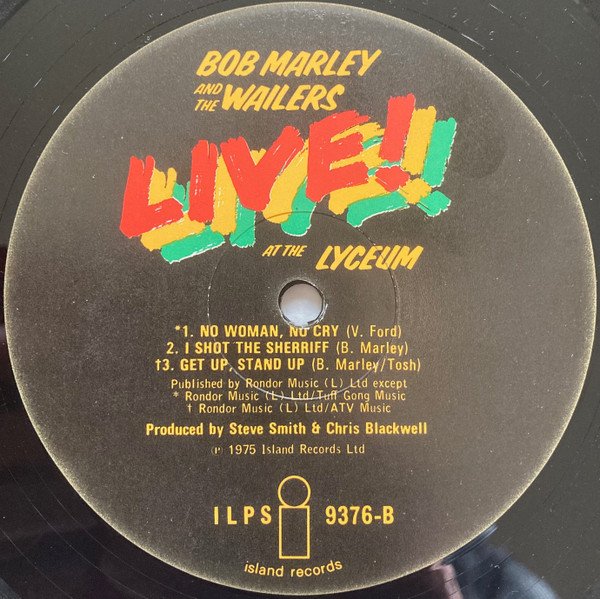 BOB MARLEY
AND THE WAILERS
LIVE!
AT THE LYCEUM
*1. NO WOMAN, NO CRY (V. Ford)
2. I SHOT THE SHERRIFF (B. Marley)
†3. GET UP, STAND UP (B. Marley/Tosh)
Published by Rondor Music (L) Ltd except
* Rondor Music (L) Ltd/Tuff Gong Music
† Rondor Music (L) Ltd/ATV Music
Produced by Steve Smith & Chris Blackwell
℗ 1975 Island Records Ltd
ILPS 9376-B
island records